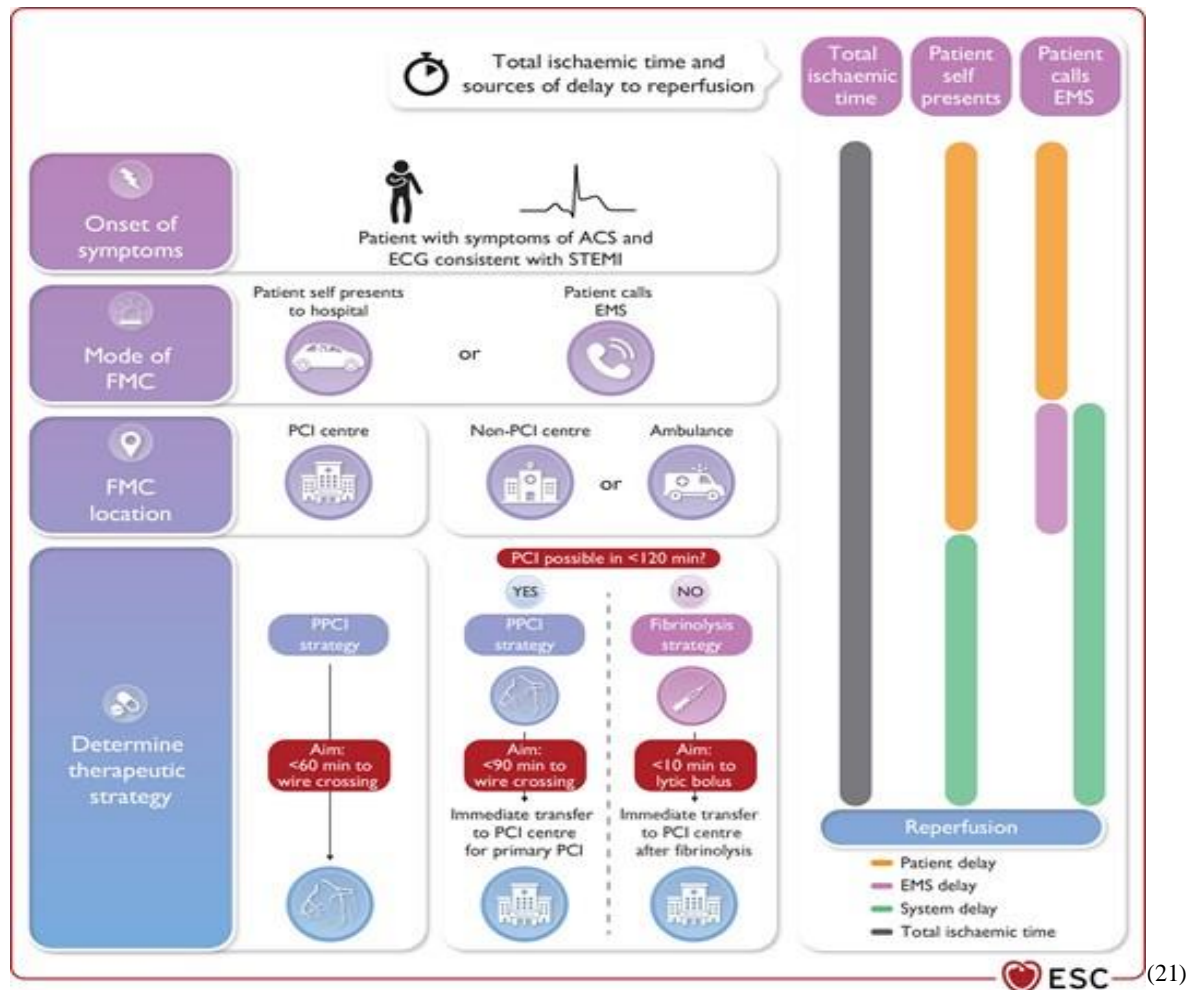 Total ischaemic time and
sources of delay to reperfusion
Total
ischaemic
time
Patient
self
presents
Patient
calls
EMS
Onset of
symptoms
Patient with symptoms of ACS and
ECG consistent with STEMI
Mode of
FMC
Patient self presents
to hospital
or
Patient calls
EMS
FMC
location
PCI centre
Non-PCI centre
or
Ambulance
Determine
therapeutic
strategy
PPCI
strategy
Aim:
<60 min to
wire crossing
PCI possible in <120 min?
YES
PPCI
strategy
Aim:
<90 min to
wire crossing
Immediate transfer
to PCI centre
for primary PCI
NO
Fibrinolysis
strategy
Aim:
<10 min to
lytic bolus
Immediate transfer
to PCI centre
after fibrinolysis
Reperfusion
Patient delay
EMS delay
System delay
Total ischaemic time
ESC
(21)